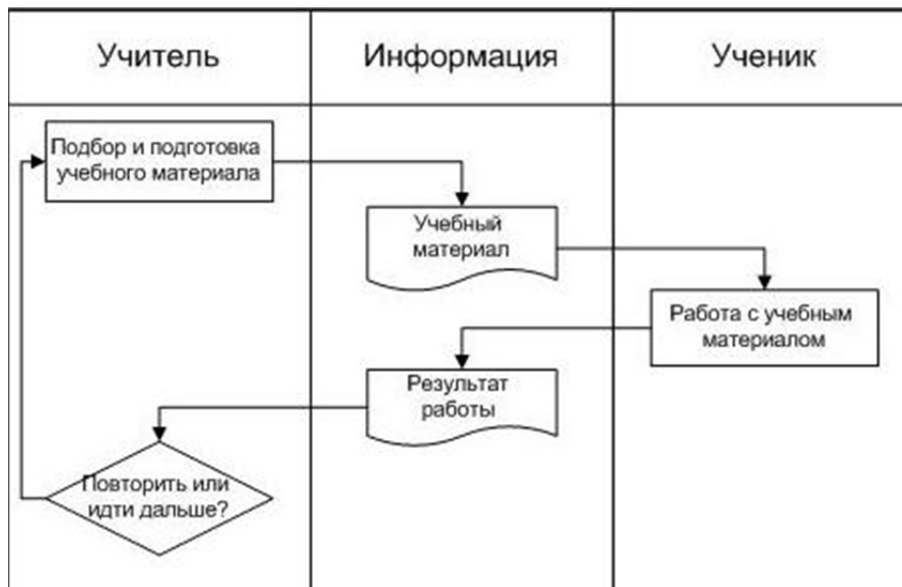 Учитель
Информация
Ученик
Подбор и подготовка
учебного материала
Учебный
материал
Работа с учебным
материалом
Результат
работы
Повторить или
идти дальше?